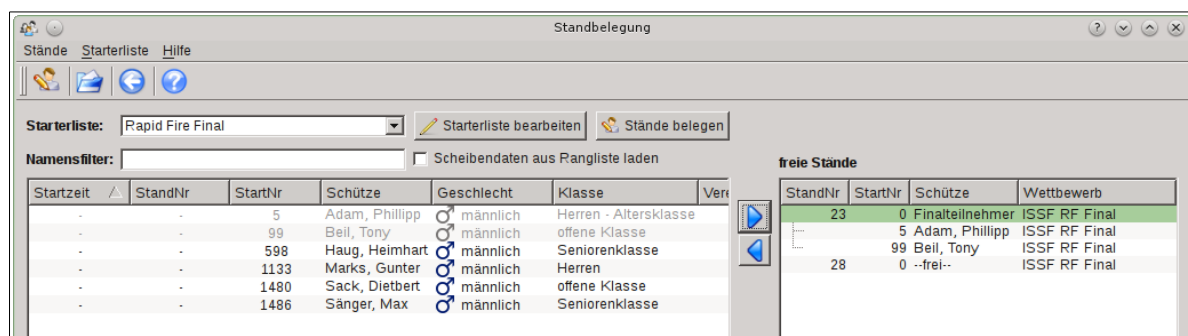 Standbelegung
Stände Starterliste Hilfe
Starterliste: Rapid Fire Final Starterliste bearbeiten Stände belegen
Namensfilter: Scheibendaten aus Rangliste laden
freie Stände
Startzeit StandNr StartNr Schütze Geschlecht Klasse Vere
- - 5 Adam, Phillipp männlich Herren - Altersklasse
- - 99 Beil, Tony männlich offene Klasse
- - 598 Haug, Heimhart männlich Seniorenklasse
- - 1133 Marks, Gunter männlich Herren
- - 1480 Sack, Dietbert männlich offene Klasse
- - 1486 Sänger, Max männlich Seniorenklasse
StandNr StartNr Schütze Wettbewerb
23 0 Finalteilnehmer ISSF RF Final
5 Adam, Phillipp ISSF RF Final
99 Beil, Tony ISSF RF Final
28 0 --frei-- ISSF RF Final